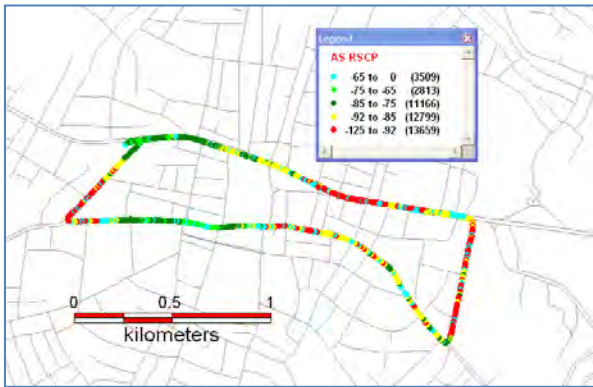 Legend
AS RSCP
-65 to 0 (3509)
-75 to -65 (2813)
-85 to -75 (11166)
-92 to -85 (12799)
-125 to -92 (13659)
0 0.5 1
kilometers